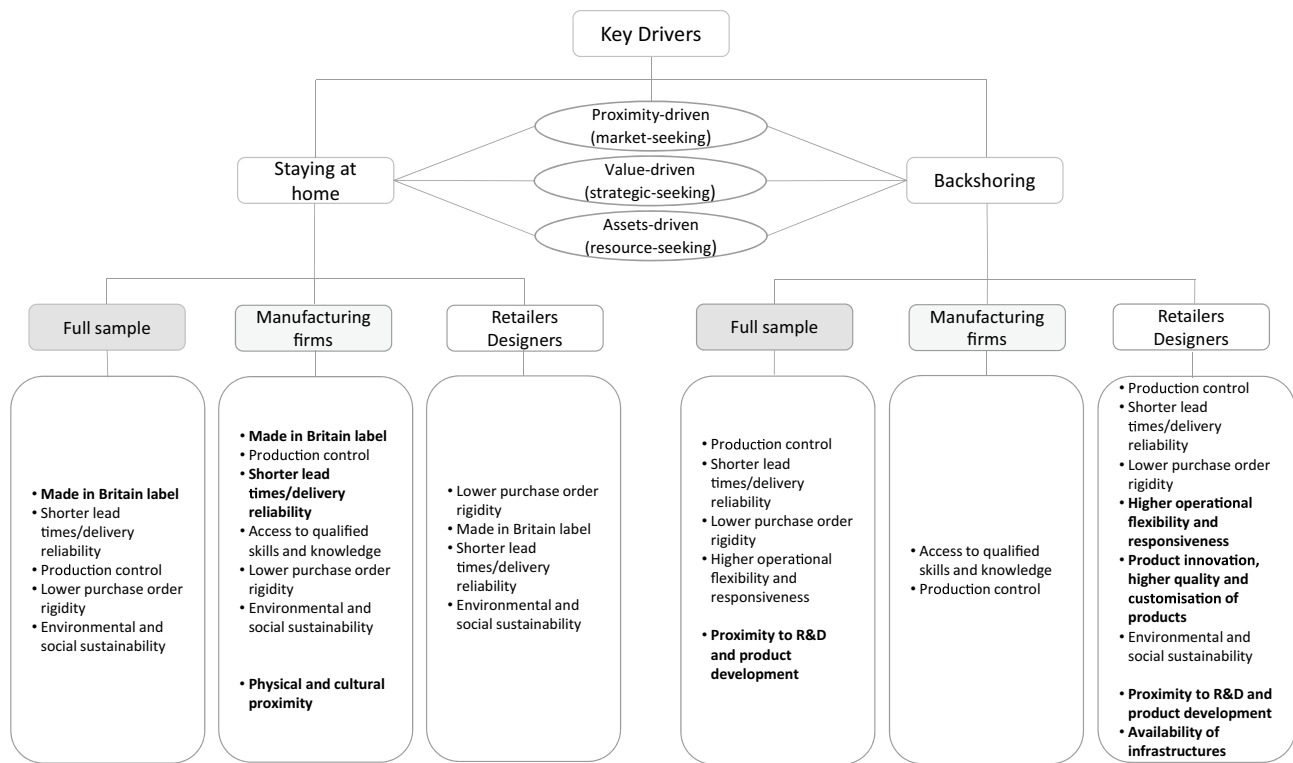 Key Drivers
Proximity-driven
(market-seeking)
Staying at
home
Value-driven
(strategic-seeking)
Backshoring
Assets-driven
(resource-seeking)
Full sample
Manufacturing
firms
Retailers
Designers
Full sample
Manufacturing
firms
Retailers
Designers
• Made in Britain label
• Shorter lead
times/delivery
reliability
• Production control
• Lower purchase order
rigidity
• Environmental and
social sustainability
• Made in Britain label
• Production control
• Shorter lead
times/delivery
reliability
• Access to qualified
skills and knowledge
• Lower purchase order
rigidity
• Environmental and
social sustainability
• Physical and cultural
proximity
• Lower purchase order
rigidity
• Made in Britain label
• Shorter lead
times/delivery
reliability
• Environmental and
social sustainability
• Production control
• Shorter lead
times/delivery
reliability
• Lower purchase order
rigidity
• Higher operational
flexibility and
responsiveness
• Proximity to R&D
and product
development
• Access to qualified
skills and knowledge
• Production control
• Production control
• Shorter lead
times/delivery
reliability
• Lower purchase order
rigidity
• Higher operational
flexibility and
responsiveness
• Product innovation,
higher quality and
customisation of
products
• Environmental and
social sustainability
• Proximity to R&D and
product development
• Availability of
infrastructures